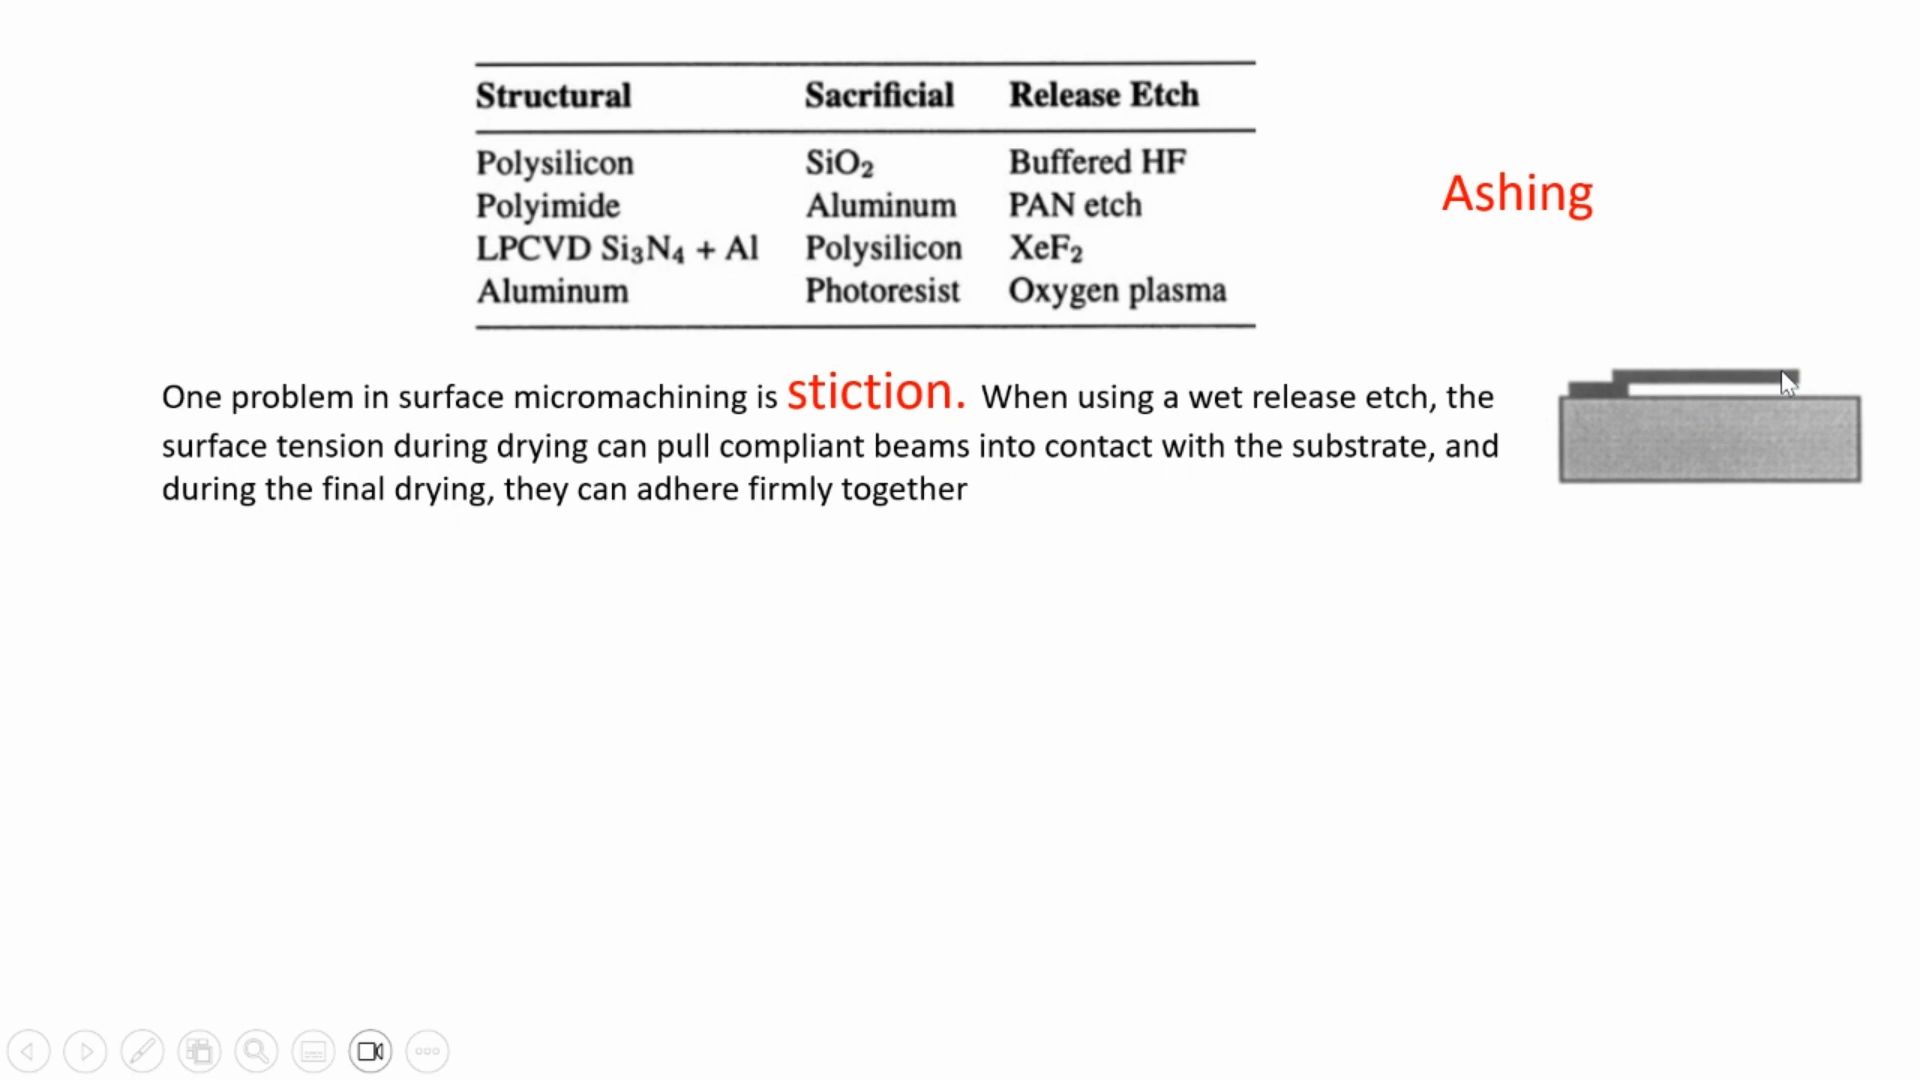 Structural Sacrificial Release Etch
Polysilicon SiO₂ Buffered HF
Polyimide Aluminum PAN etch
LPCVD Si₃N₄ + Al Polysilicon XeF₂
Aluminum Photoresist Oxygen plasma
Ashing
One problem in surface micromachining is stiction. When using a wet release etch, the
surface tension during drying can pull compliant beams into contact with the substrate, and
during the final drying, they can adhere firmly together